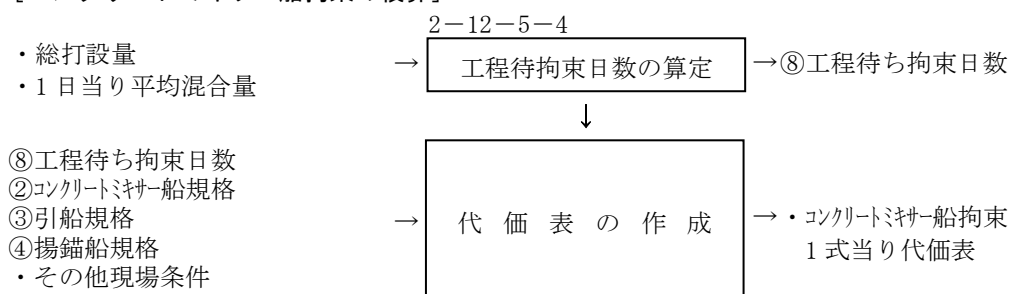 2－12－5－4
・総打設量
・１日当り平均混合量
→
工程待拘束日数の算定
→⑧工程待ち拘束日数
↓
⑧工程待ち拘束日数
②ｺﾝｸﾘｰﾄﾐｷｻｰ船規格
③引船規格
④揚錨船規格
・その他現場条件
→
代　価　表　の　作　成
→・ｺﾝｸﾘｰﾄﾐｷｻｰ船拘束
１式当り代価表